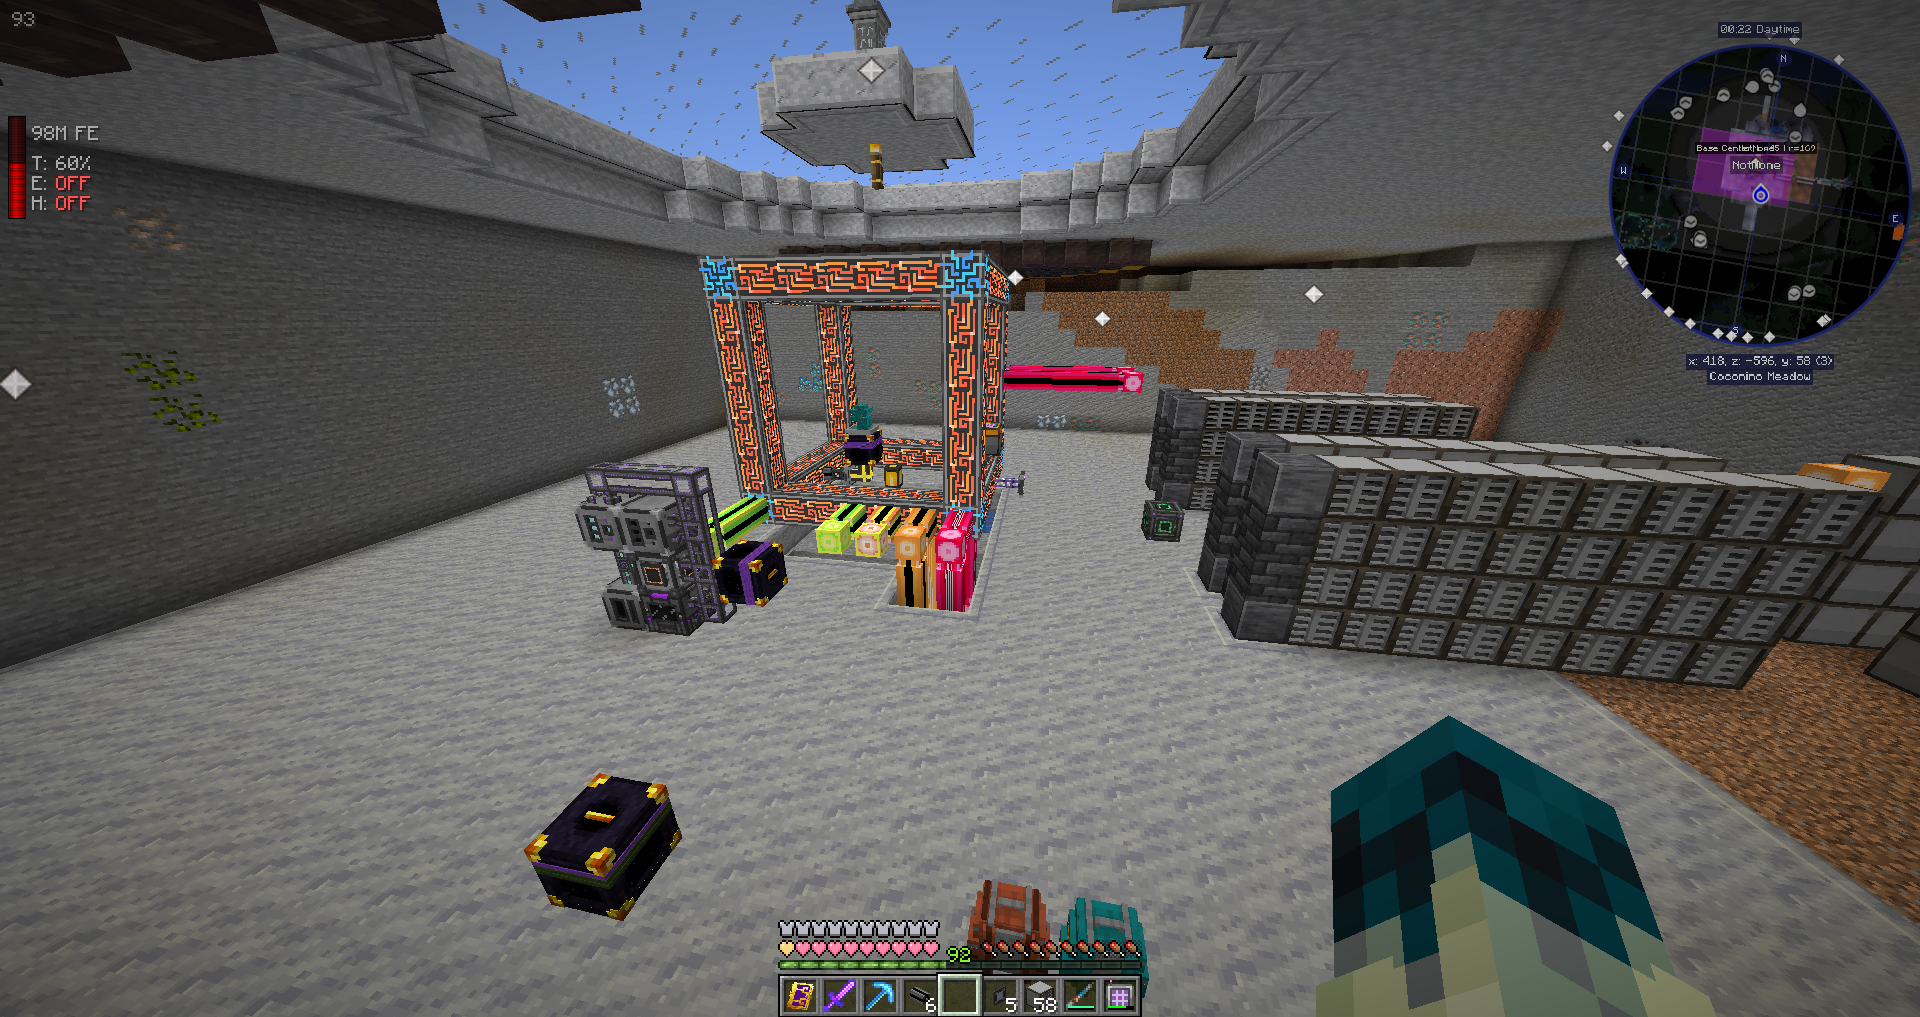 93
98M FE
T: 60%
E: OFF
H: OFF
00:22 Daytime
N
W
E
S
NotMone
x: 418, z: -596, y: 58 (3)
Coconino Meadow
92
6
5
58